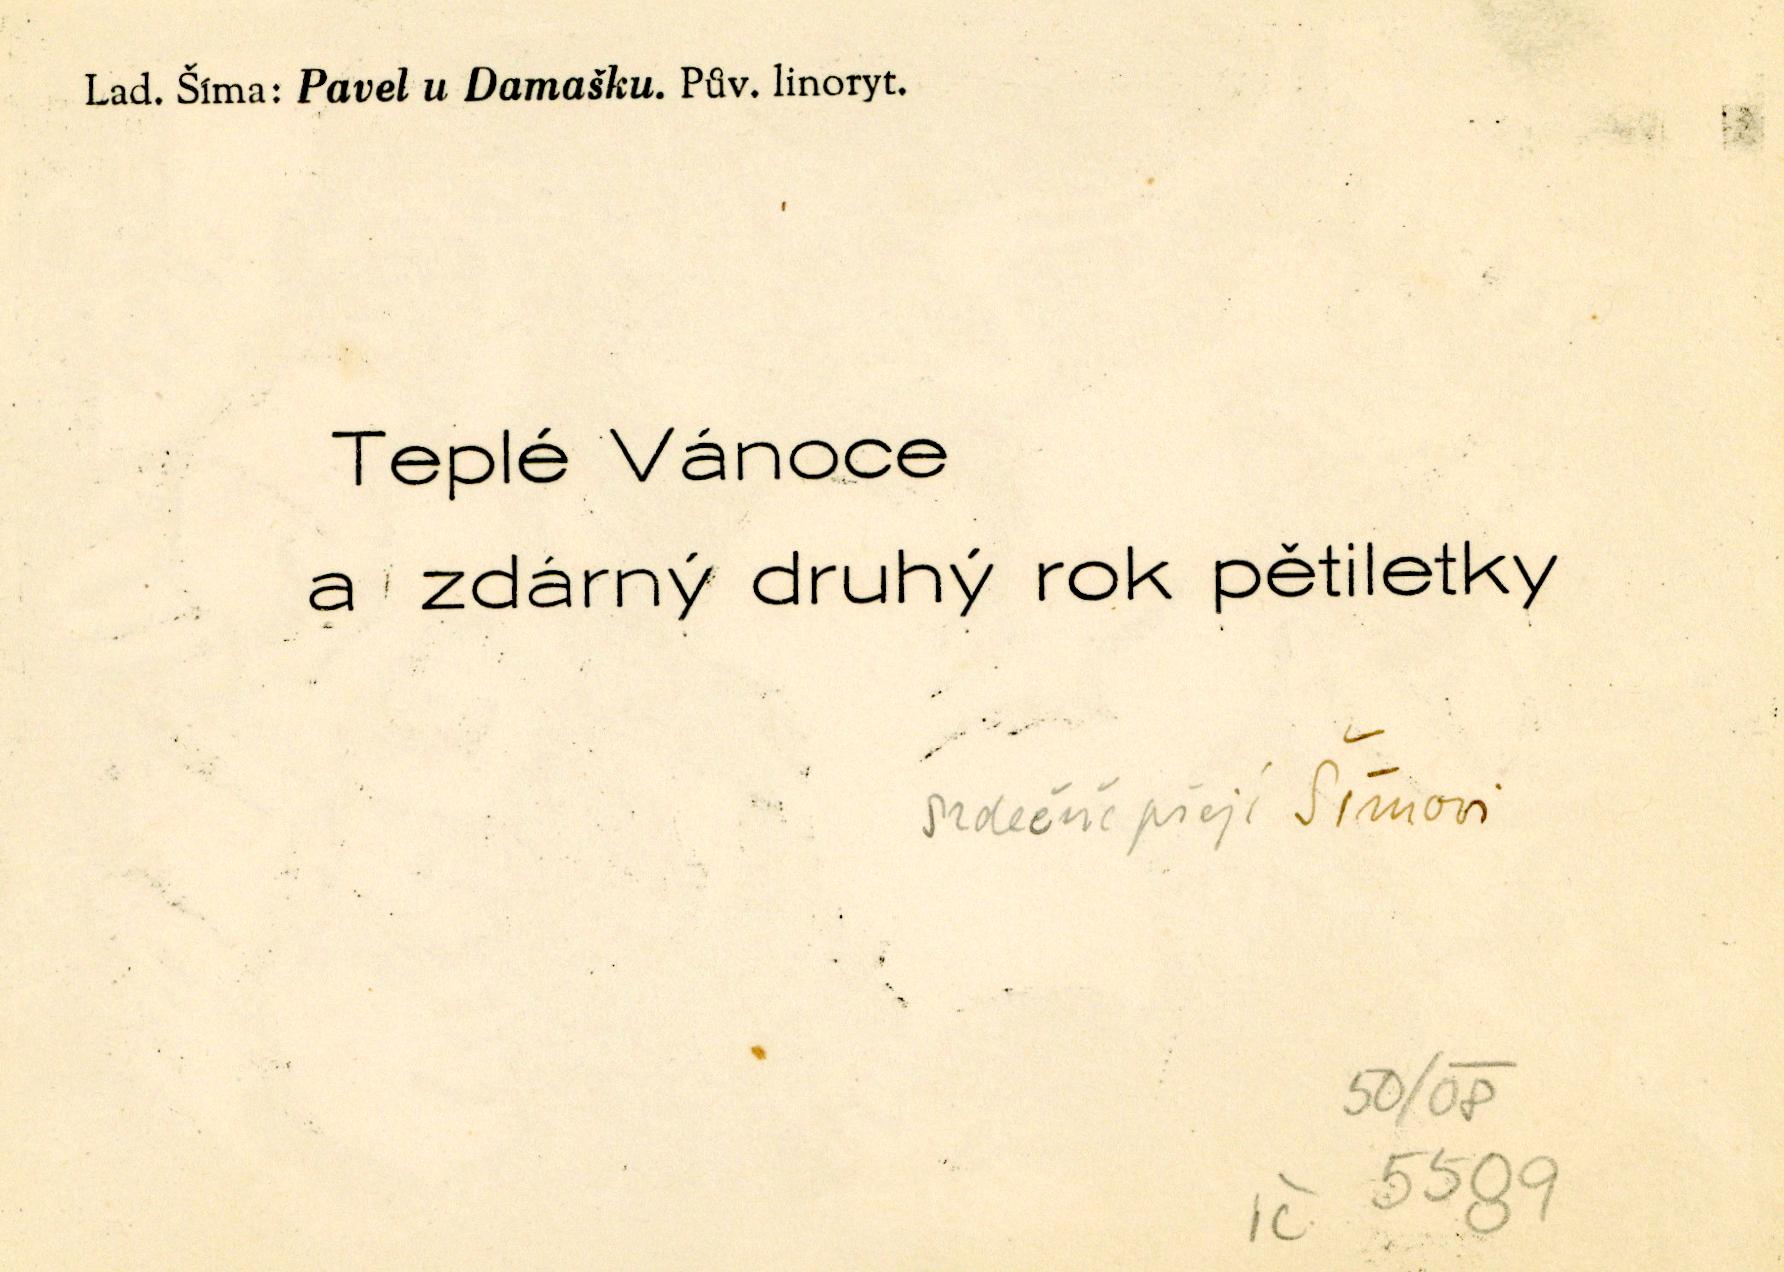 Lad. Šíma: Pavel u Damašku. Pův. linoryt.
Teplé Vánoce
a zdárný druhý rok pětiletky
srdečně přejí Šímovi
50/08
ič 5589